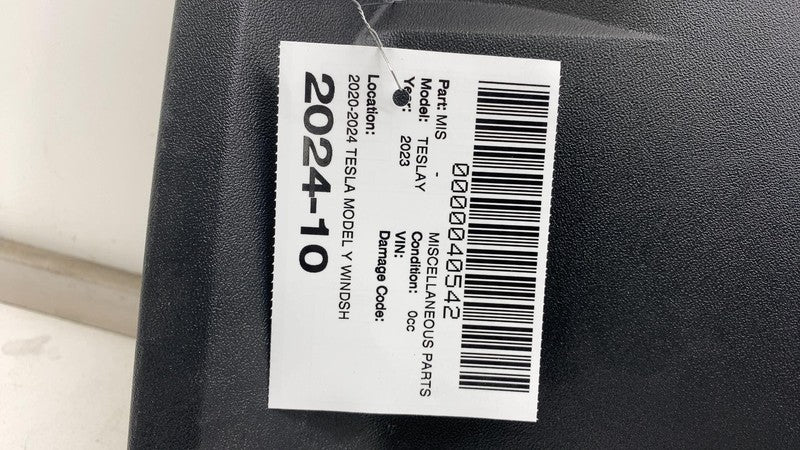 0000040542
Part: MIS - MISCELLANEOUS PARTS
Model: TESLAY Condition: 0cc
Year: 2023 VIN:
Damage Code:
Location:
2020-2024 TESLA MODEL Y WINDSH
2024-10